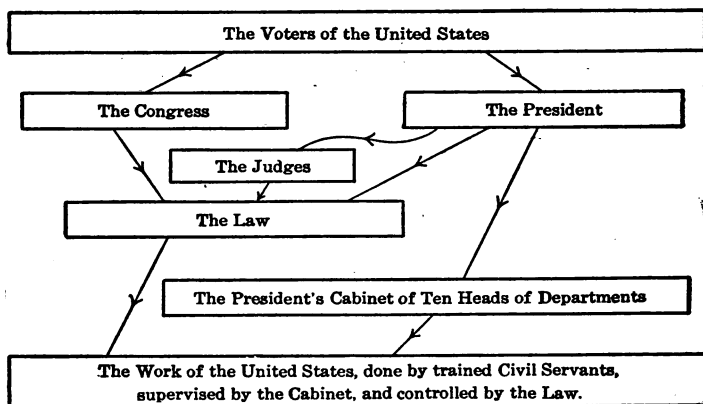 The Voters of the United States
The Congress
The President
The Judges
The Law
The President's Cabinet of Ten Heads of Departments
The Work of the United States, done by trained Civil Servants,
supervised by the Cabinet, and controlled by the Law.